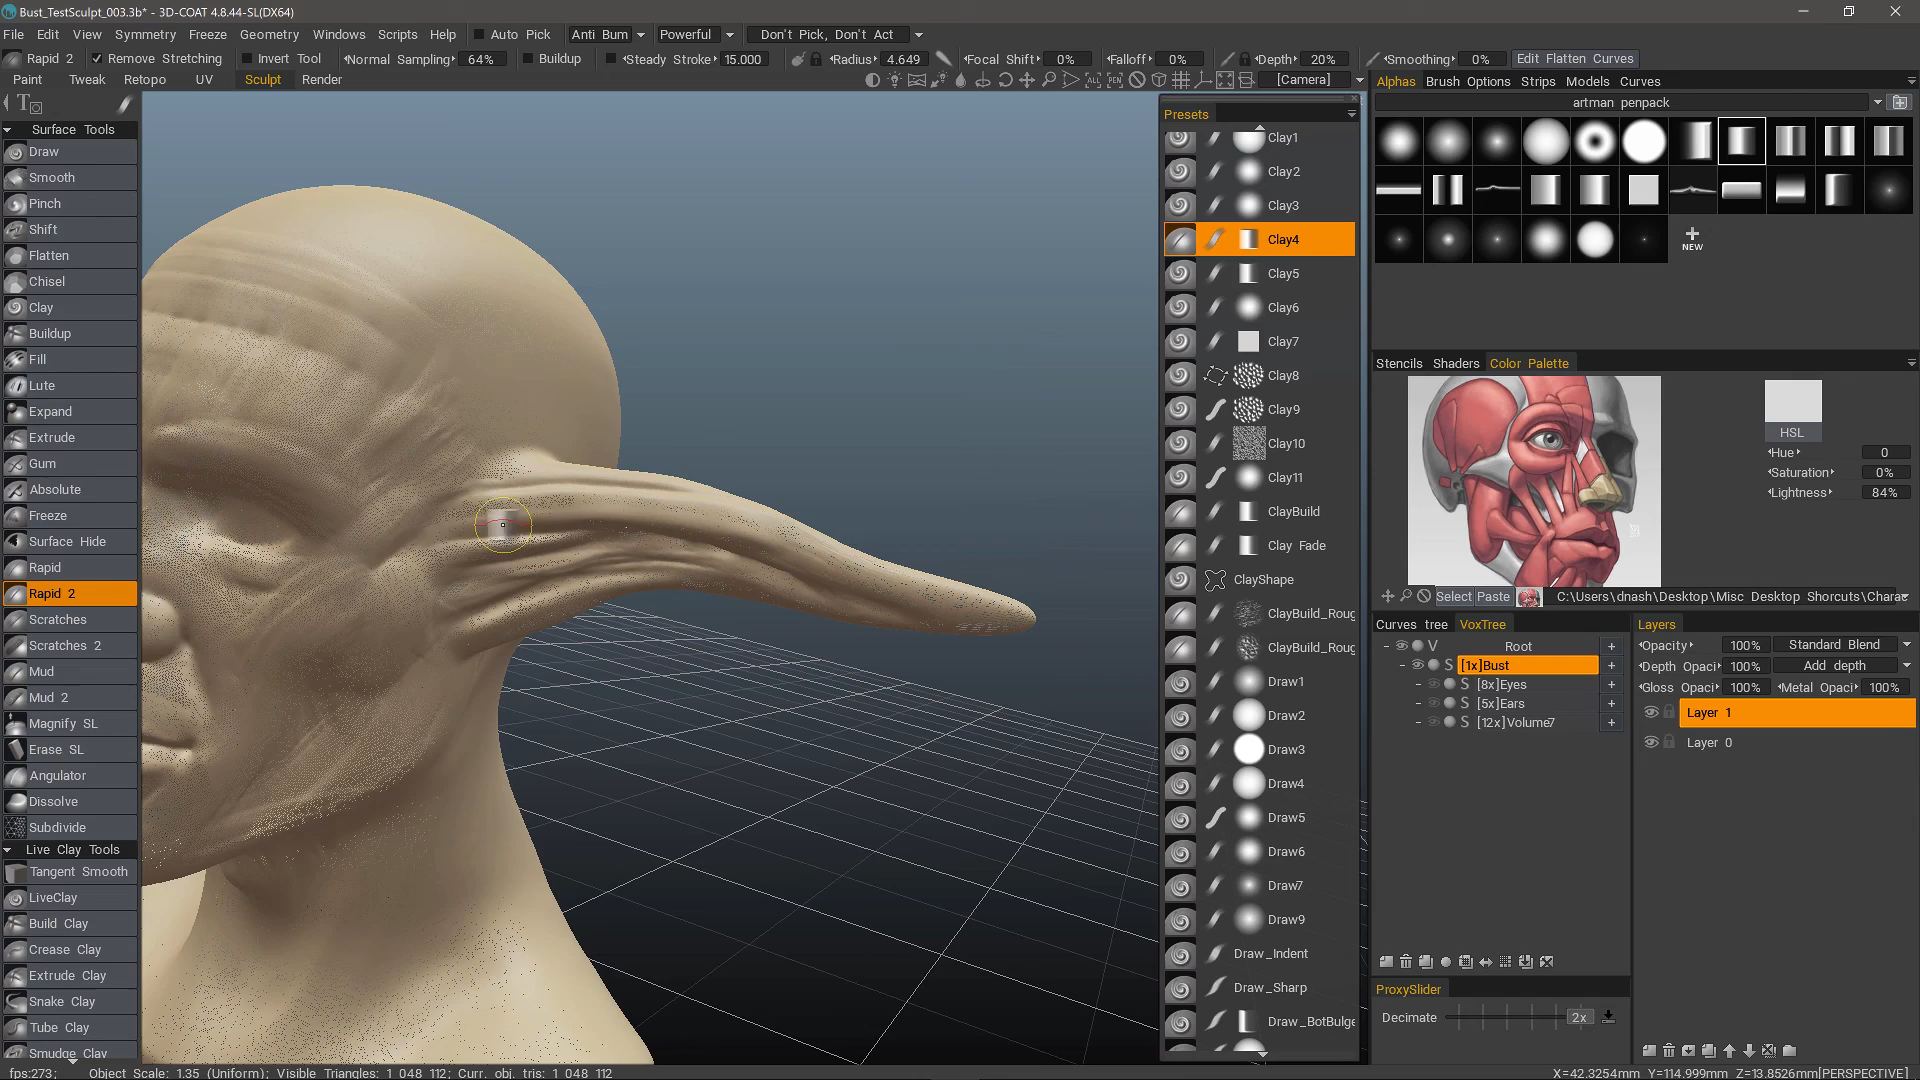 Bust_TestSculpt_003.3b* - 3D-COAT 4.8.44-SL(DX64)
File Edit View Symmetry Freeze Geometry Windows Scripts Help Auto Pick Anti Bum Powerful Don't Pick, Don't Act
Rapid 2 Remove Stretching Invert Tool Normal Sampling 64% Buildup Steady Stroke 15.000 Radius 4.649 Focal Shift 0% Falloff 0% Depth 20% Smoothing 0% Edit Flatten Curves
Paint Tweak Retopo UV Sculpt Render [Camera]
Alphas Brush Options Strips Models Curves
artman penpack
NEW
Surface Tools
Draw
Smooth
Pinch
Shift
Flatten
Chisel
Clay
Buildup
Fill
Lute
Expand
Extrude
Gum
Absolute
Freeze
Surface Hide
Rapid
Rapid 2
Scratches
Scratches 2
Mud
Mud 2
Magnify SL
Erase SL
Angulator
Dissolve
Subdivide
Live Clay Tools
Tangent Smooth
LiveClay
Build Clay
Crease Clay
Extrude Clay
Snake Clay
Tube Clay
Smudge Clay
Presets
Clay1
Clay2
Clay3
Clay4
Clay5
Clay6
Clay7
Clay8
Clay9
Clay10
Clay11
ClayBuild
Clay Fade
ClayShape
ClayBuild_Roug
ClayBuild_Roug
Draw1
Draw2
Draw3
Draw4
Draw5
Draw6
Draw7
Draw9
Draw_Indent
Draw_Sharp
Draw_BotBulge
Stencils Shaders Color Palette
HSL
Hue 0
Saturation 0%
Lightness 84%
Select Paste C:\Users\dnash\Desktop\Misc Desktop Shorcuts\Chara
Curves tree VoxTree
V Root +
S [1x]Bust +
S [8x]Eyes +
S [5x]Ears +
S [12x]Volume7 +
Layers
Opacity 100% Standard Blend
Depth Opaci 100% Add depth
Gloss Opaci 100% Metal Opaci 100%
Layer 1
Layer 0
ProxySlider
Decimate 2x
fps:273; Object Scale: 1.35 (Uniform); Visible Triangles: 1 048 112; Curr. obj. tris: 1 048 112
X=42.3254mm Y=114.999mm Z=13.8526mm[PERSPECTIVE]